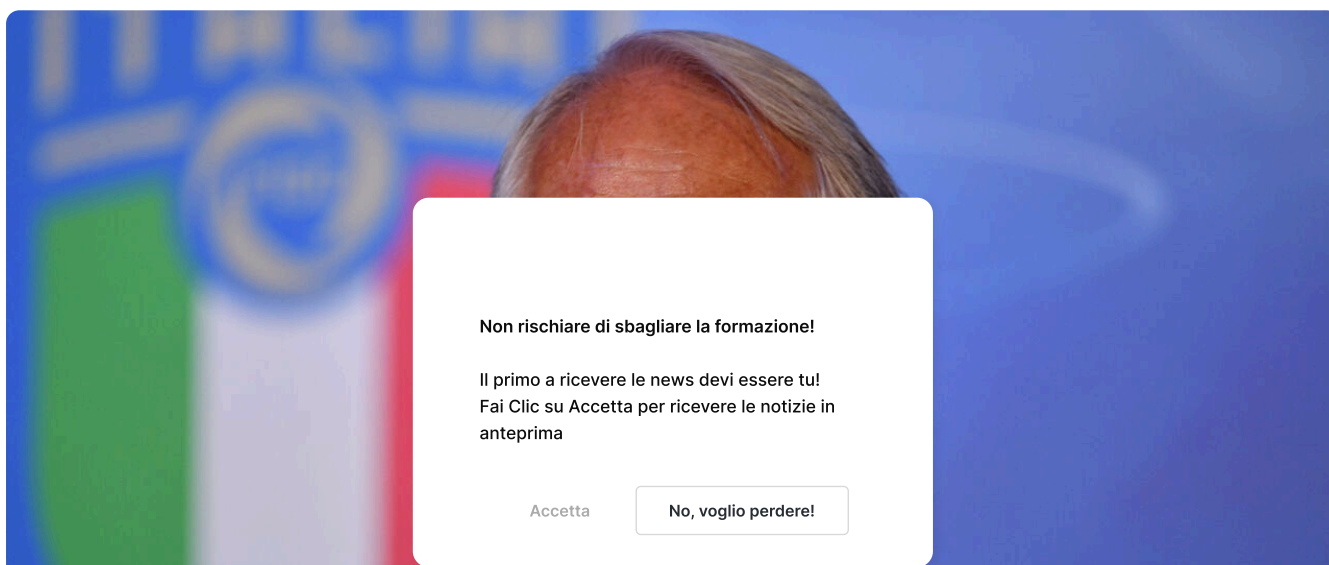 ITALIA
Non rischiare di sbagliare la formazione!
Il primo a ricevere le news devi essere tu!
Fai Clic su Accetta per ricevere le notizie in
anteprima
Accetta
No, voglio perdere!